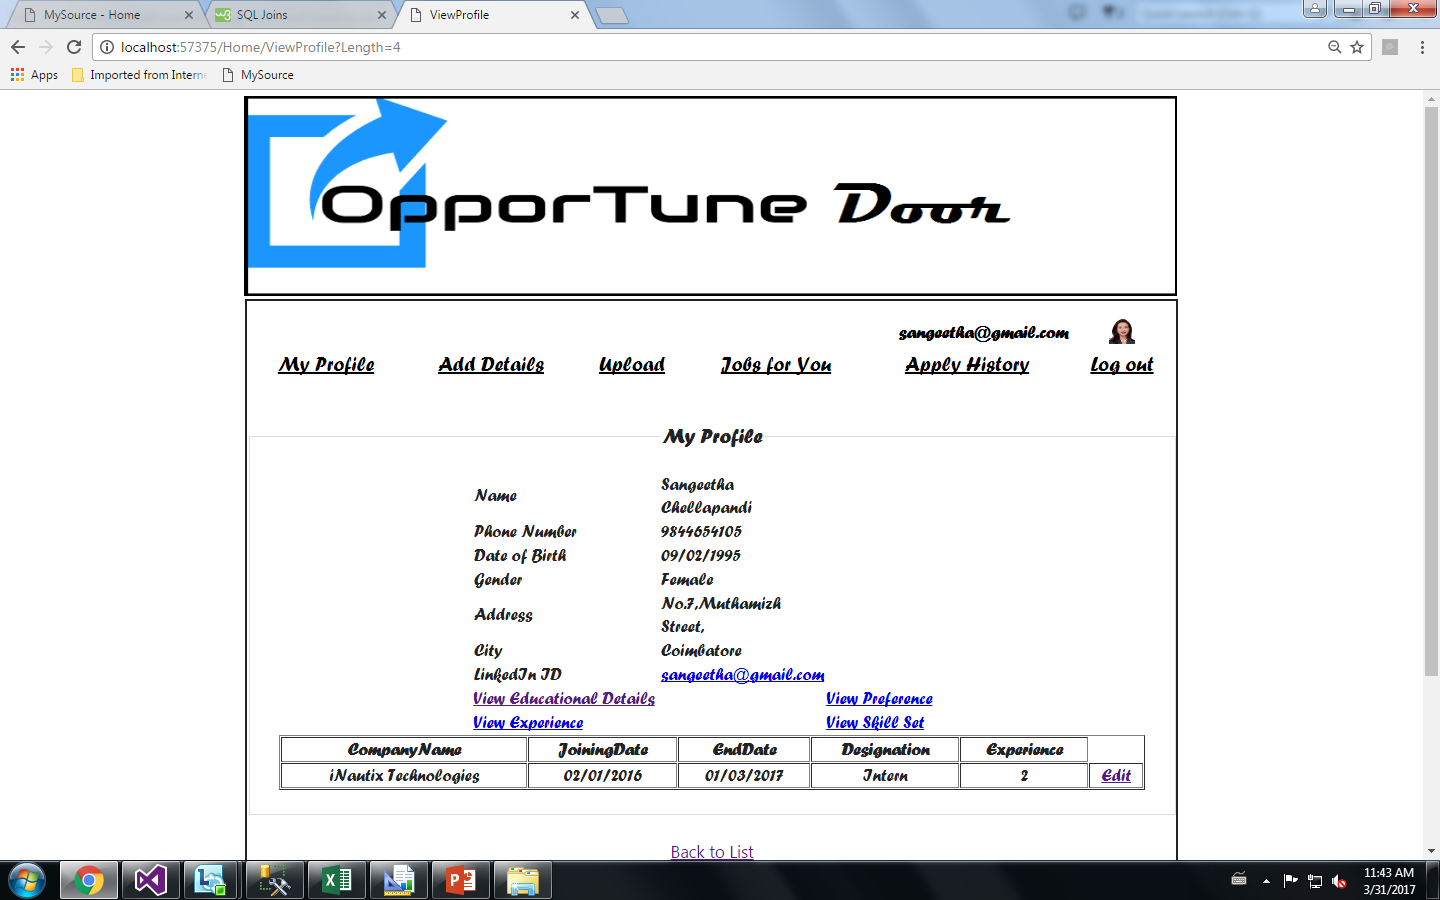 MySource - Home
SQL Joins
ViewProfile
localhost:57375/Home/ViewProfile?Length=4
Apps
Imported from Intern
MySource
OpporTune Door
sangeetha@gmail.com
My Profile Add Details Upload Jobs for You Apply History Log out
My Profile
Name Sangeetha
Chellapandi
Phone Number 9844654105
Date of Birth 09/02/1995
Gender Female
Address No.7,Muthamizh
Street,
City Coimbatore
LinkedIn ID sangeetha@gmail.com
View Educational Details View Preference
View Experience View Skill Set
CompanyName JoiningDate EndDate Designation Experience
iNautix Technologies 02/01/2016 01/03/2017 Intern 2 Edit
Back to List
11:43 AM
3/31/2017